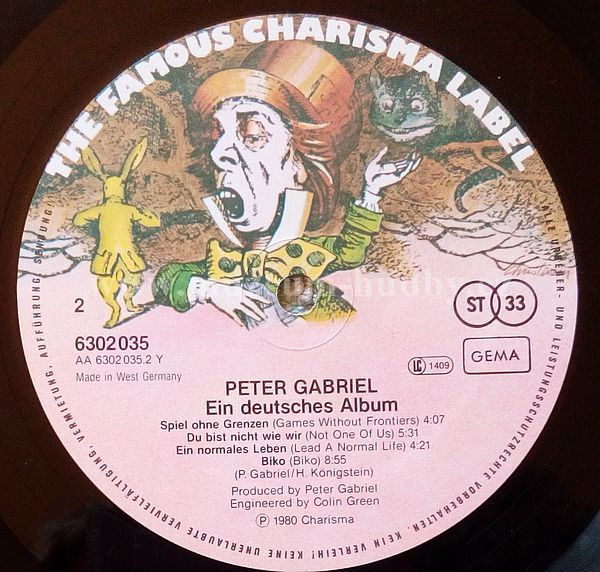 THE FAMOUS CHARISMA LABEL
2
6302035
AA 6302 035.2 Y
Made in West Germany
ST 33
LC 1409
GEMA
PETER GABRIEL
Ein deutsches Album
Spiel ohne Grenzen (Games Without Frontiers) 4:07
Du bist nicht wie wir (Not One Of Us) 5:31
Ein normales Leben (Lead A Normal Life) 4:21
Biko (Biko) 8:55
(P. Gabriel/H. Königstein)
Produced by Peter Gabriel
Engineered by Colin Green
Ⓟ 1980 Charisma
ALLE URHEBER- UND LEISTUNGSSCHUTZRECHTE VORBEHALTEN. KEIN VERLEIH! KEINE UNERLAUBTE VERVIELFÄLTIGUNG, VERMIETUNG, AUFFÜHRUNG, SENDUNG!